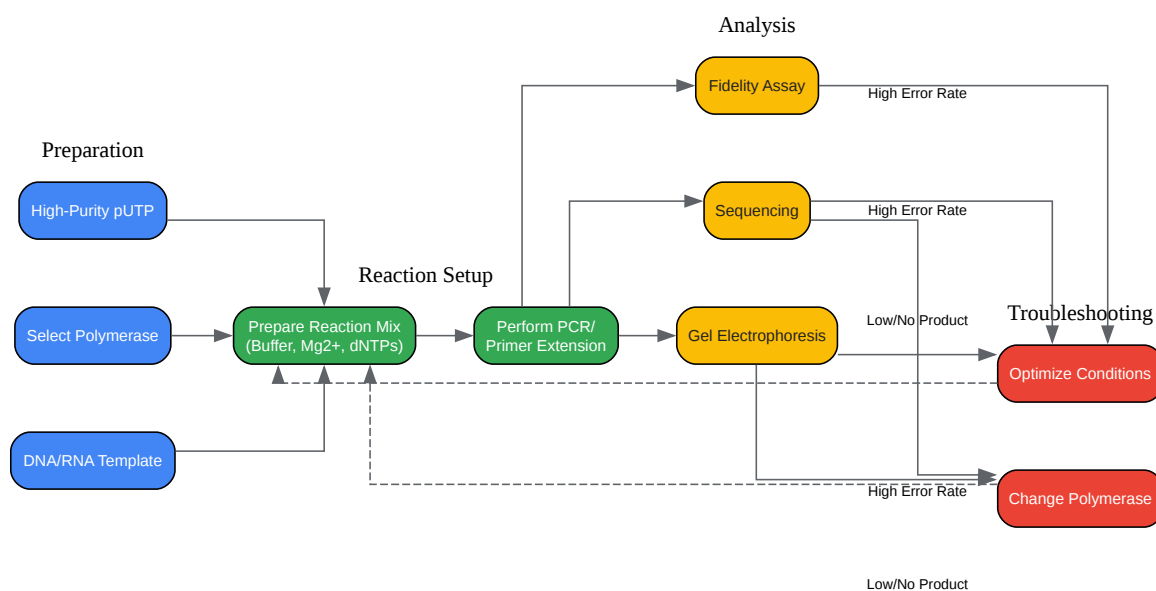 Analysis
Fidelity Assay
High Error Rate
Preparation
High-Purity pUTP
Sequencing
High Error Rate
Reaction Setup
Troubleshooting
Select Polymerase
Prepare Reaction Mix
(Buffer, Mg2+, dNTPs)
Perform PCR/
Primer Extension
Gel Electrophoresis
Low/No Product
Optimize Conditions
DNA/RNA Template
High Error Rate
Change Polymerase
Low/No Product